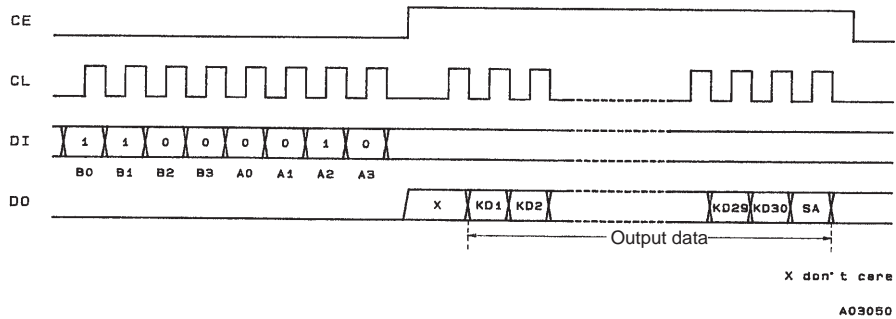 CE
CL
DI 1 1 0 0 0 0 1 0
B0 B1 B2 B3 A0 A1 A2 A3
DO X KD1 KD2 KD29 KD30 SA
Output data
X don't care
A03050